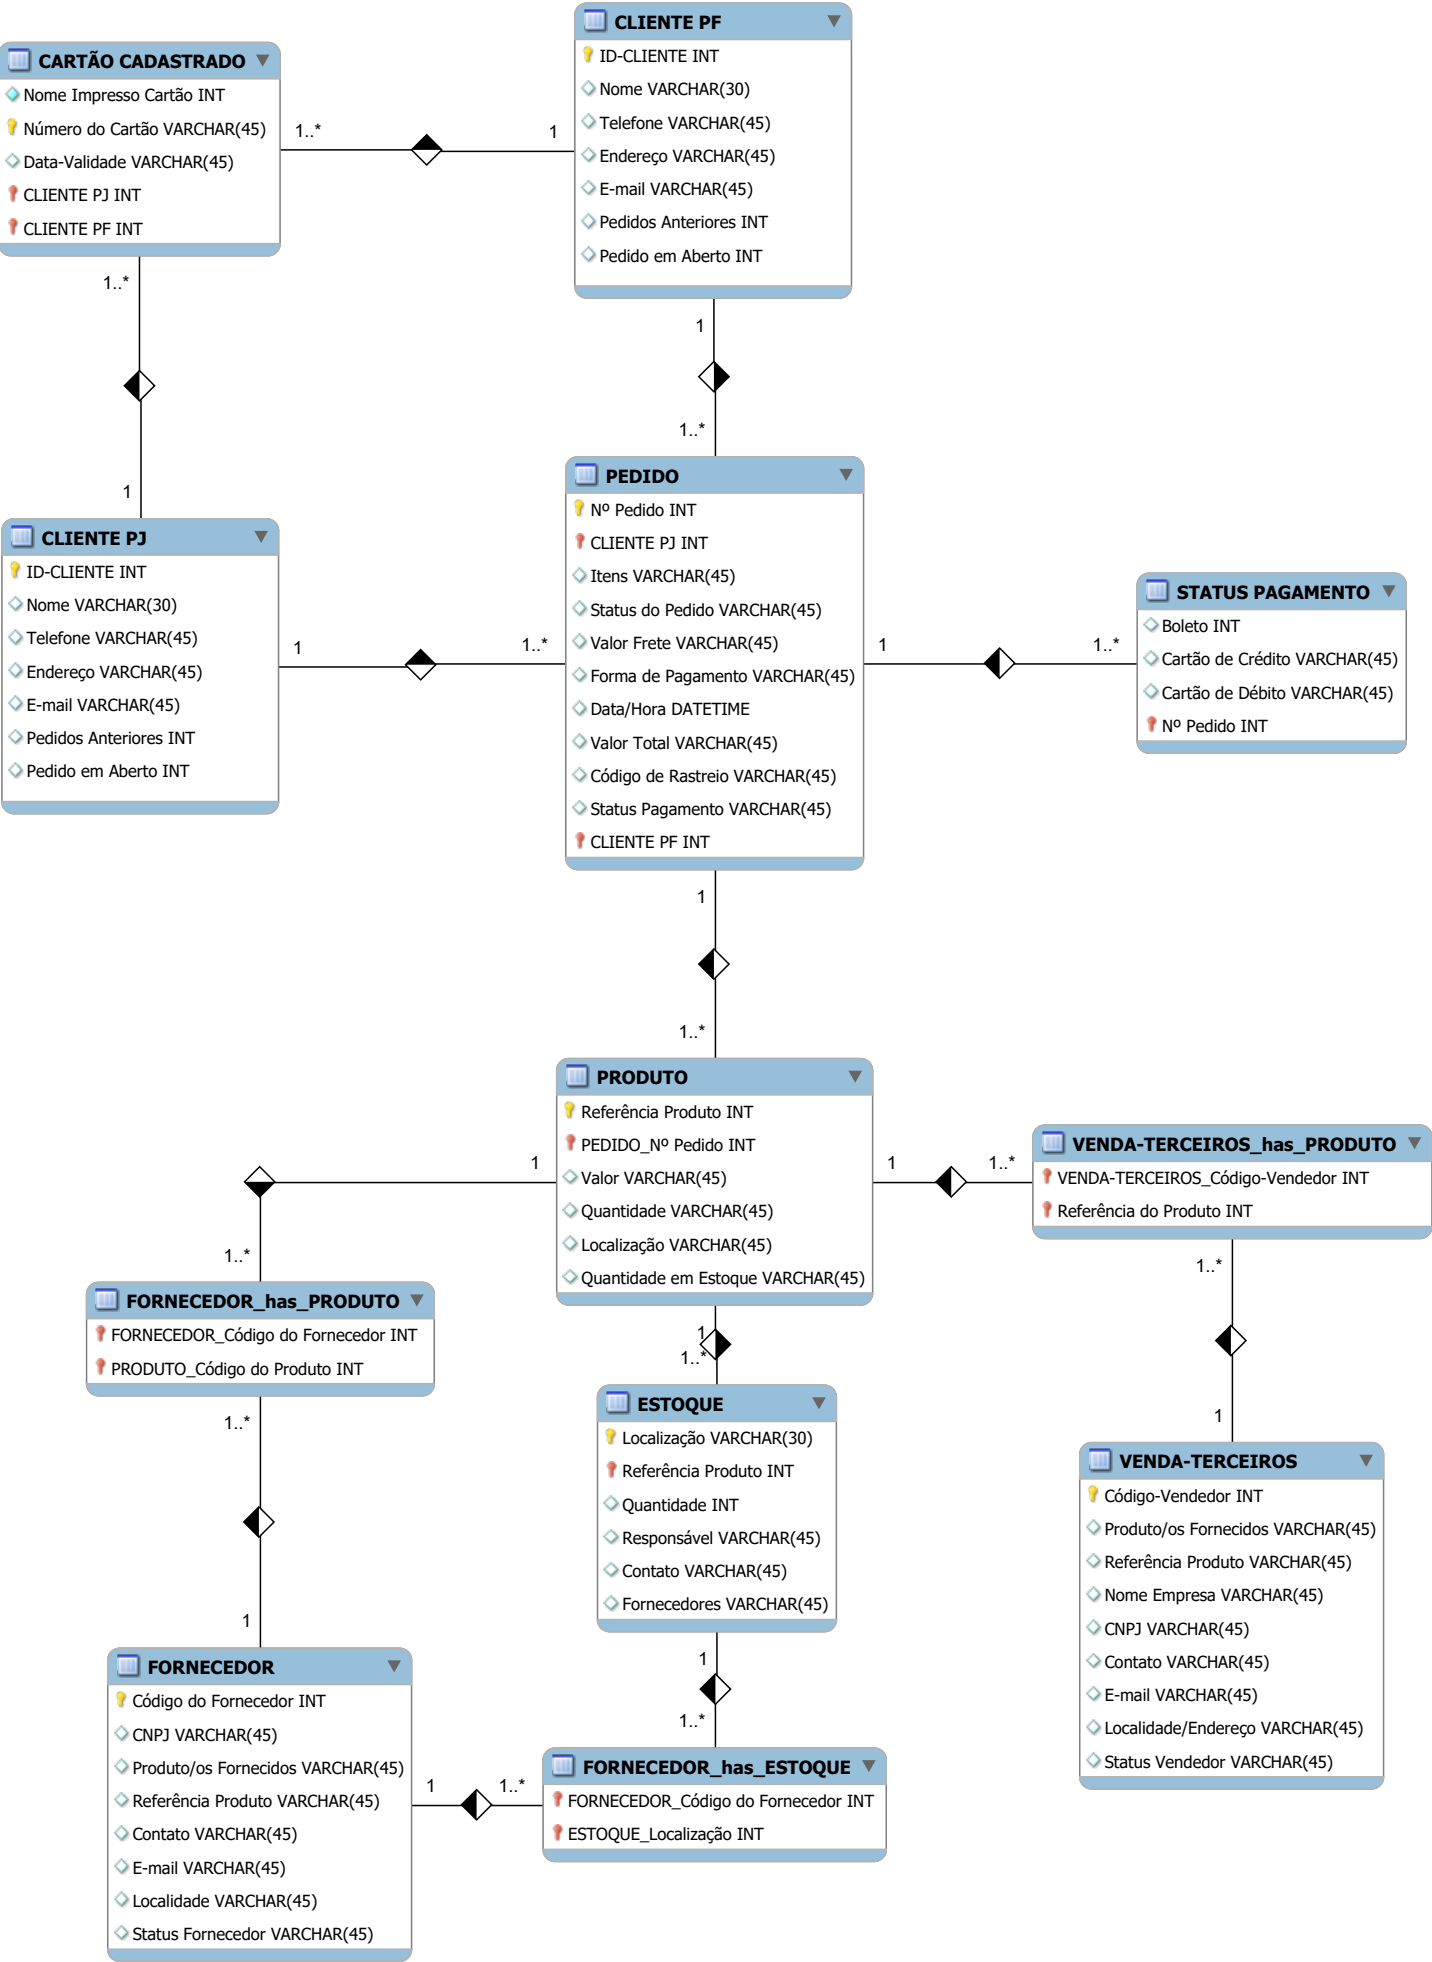 CLIENTE PF
ID-CLIENTE INT
Nome VARCHAR(30)
Telefone VARCHAR(45)
Endereço VARCHAR(45)
E-mail VARCHAR(45)
Pedidos Anteriores INT
Pedido em Aberto INT
CARTÃO CADASTRADO
Nome Impresso Cartão INT
Número do Cartão VARCHAR(45)
Data-Validade VARCHAR(45)
CLIENTE PJ INT
CLIENTE PF INT
1..*
1
1..*
1
1
1..*
CLIENTE PJ
ID-CLIENTE INT
Nome VARCHAR(30)
Telefone VARCHAR(45)
Endereço VARCHAR(45)
E-mail VARCHAR(45)
Pedidos Anteriores INT
Pedido em Aberto INT
1
1..*
PEDIDO
Nº Pedido INT
CLIENTE PJ INT
Itens VARCHAR(45)
Status do Pedido VARCHAR(45)
Valor Frete VARCHAR(45)
Forma de Pagamento VARCHAR(45)
Data/Hora DATETIME
Valor Total VARCHAR(45)
Código de Rastreio VARCHAR(45)
Status Pagamento VARCHAR(45)
CLIENTE PF INT
1
1..*
STATUS PAGAMENTO
Boleto INT
Cartão de Crédito VARCHAR(45)
Cartão de Débito VARCHAR(45)
Nº Pedido INT
1
1..*
PRODUTO
Referência Produto INT
PEDIDO_Nº Pedido INT
Valor VARCHAR(45)
Quantidade VARCHAR(45)
Localização VARCHAR(45)
Quantidade em Estoque VARCHAR(45)
1
1..*
1
1..*
VENDA-TERCEIROS_has_PRODUTO
VENDA-TERCEIROS_Código-Vendedor INT
Referência do Produto INT
1..*
1
FORNECEDOR_has_PRODUTO
FORNECEDOR_Código do Fornecedor INT
PRODUTO_Código do Produto INT
1..*
1
1
1..*
ESTOQUE
Localização VARCHAR(30)
Referência Produto INT
Quantidade INT
Responsável VARCHAR(45)
Contato VARCHAR(45)
Fornecedores VARCHAR(45)
1
1..*
VENDA-TERCEIROS
Código-Vendedor INT
Produto/os Fornecidos VARCHAR(45)
Referência Produto VARCHAR(45)
Nome Empresa VARCHAR(45)
CNPJ VARCHAR(45)
Contato VARCHAR(45)
E-mail VARCHAR(45)
Localidade/Endereço VARCHAR(45)
Status Vendedor VARCHAR(45)
FORNECEDOR
Código do Fornecedor INT
CNPJ VARCHAR(45)
Produto/os Fornecidos VARCHAR(45)
Referência Produto VARCHAR(45)
Contato VARCHAR(45)
E-mail VARCHAR(45)
Localidade VARCHAR(45)
Status Fornecedor VARCHAR(45)
1
1..*
FORNECEDOR_has_ESTOQUE
FORNECEDOR_Código do Fornecedor INT
ESTOQUE_Localização INT